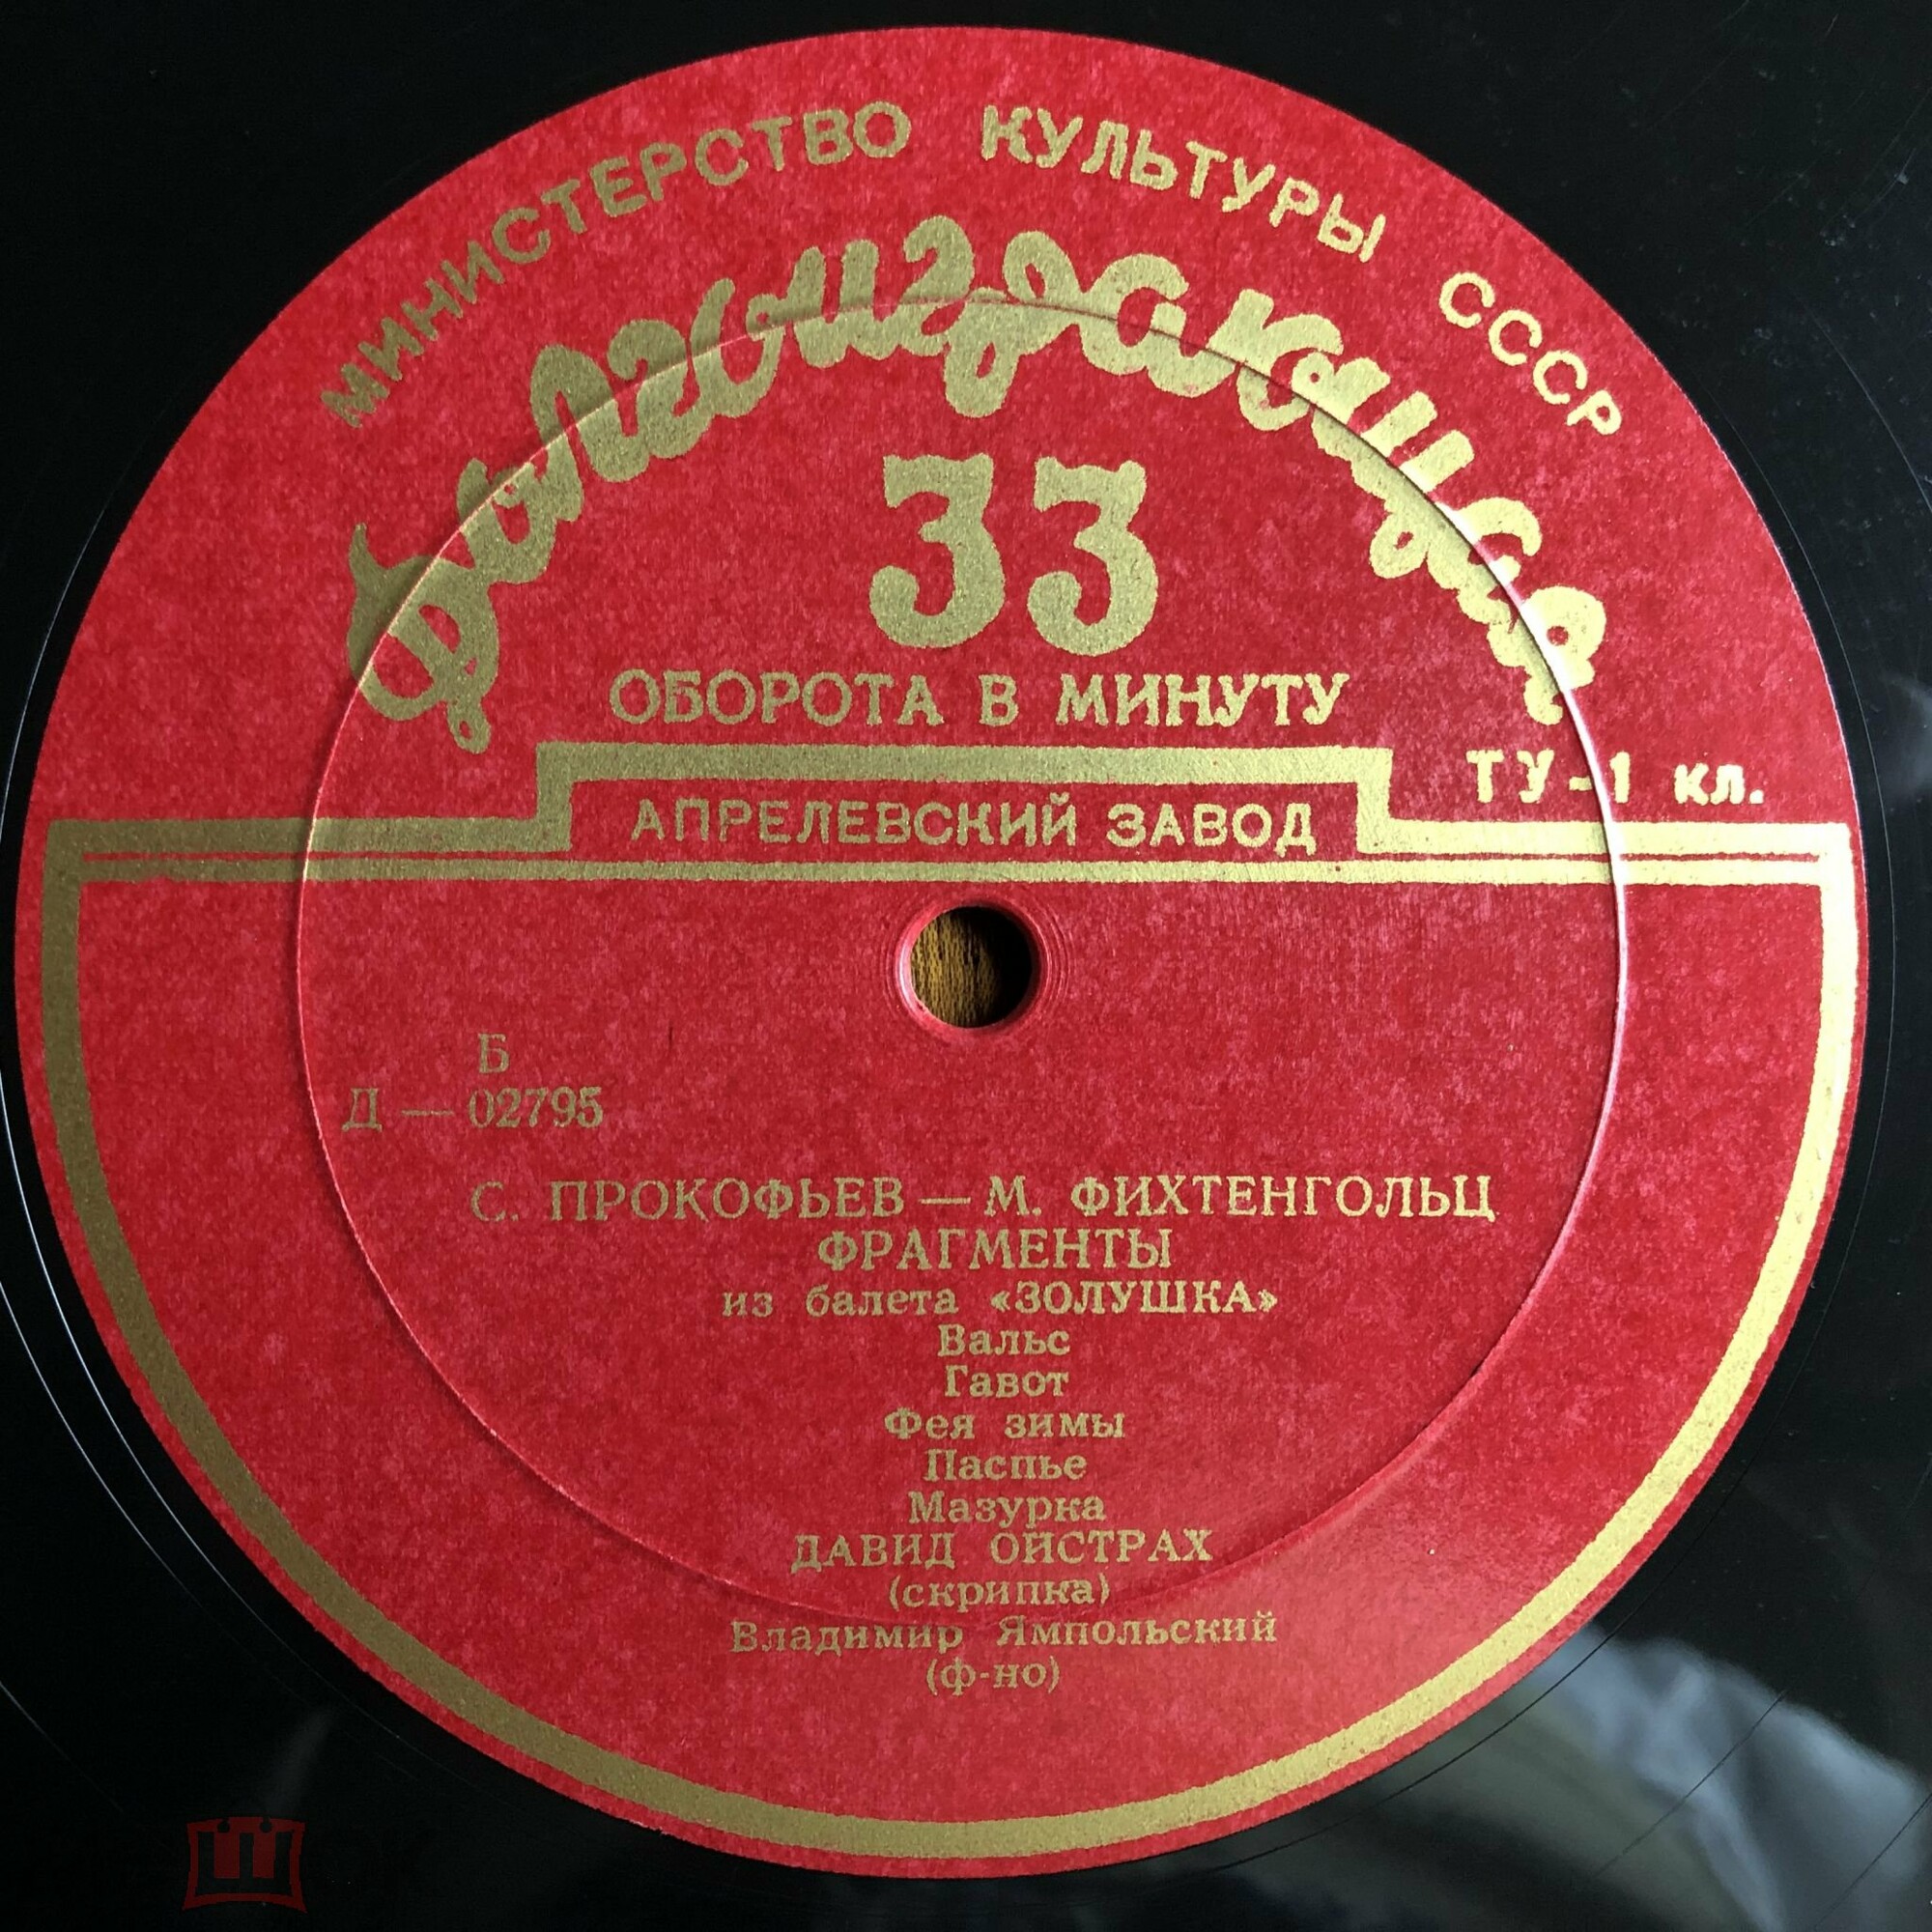 МИНИСТЕРСТВО КУЛЬТУРЫ СССР
Долгоиграющая
33
ОБОРОТА В МИНУТУ
ТУ-1 кл.
АПРЕЛЕВСКИЙ ЗАВОД
Б
Д — 02795
С. ПРОКОФЬЕВ — М. ФИХТЕНГОЛЬЦ
ФРАГМЕНТЫ
из балета «ЗОЛУШКА»
Вальс
Гавот
Фея зимы
Паспье
Мазурка
ДАВИД ОЙСТРАХ
(скрипка)
Владимир Ямпольский
(ф-но)